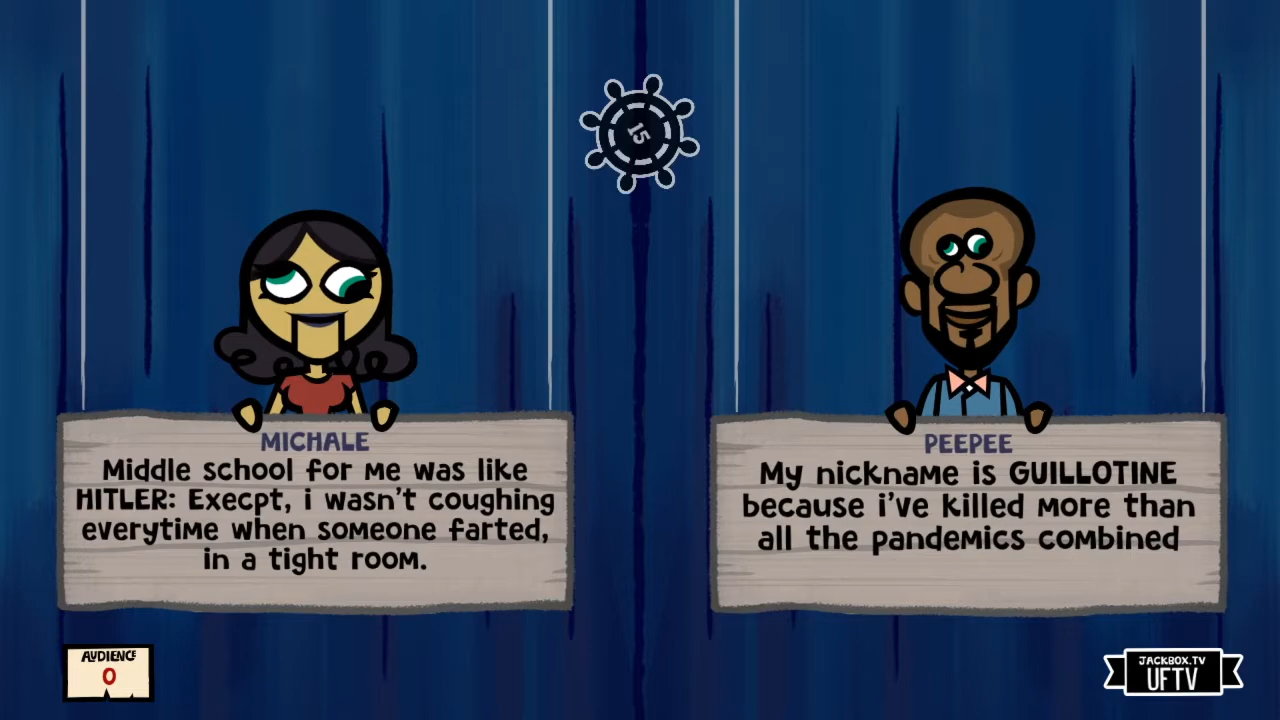 15
MICHALE
Middle school for me was like
HITLER: Execpt, i wasn't coughing
everytime when someone farted,
in a tight room.
PEEPEE
My nickname is GUILLOTINE
because i've killed more than
all the pandemics combined
AUDIENCE
0
JACKBOX.TV
UFTV